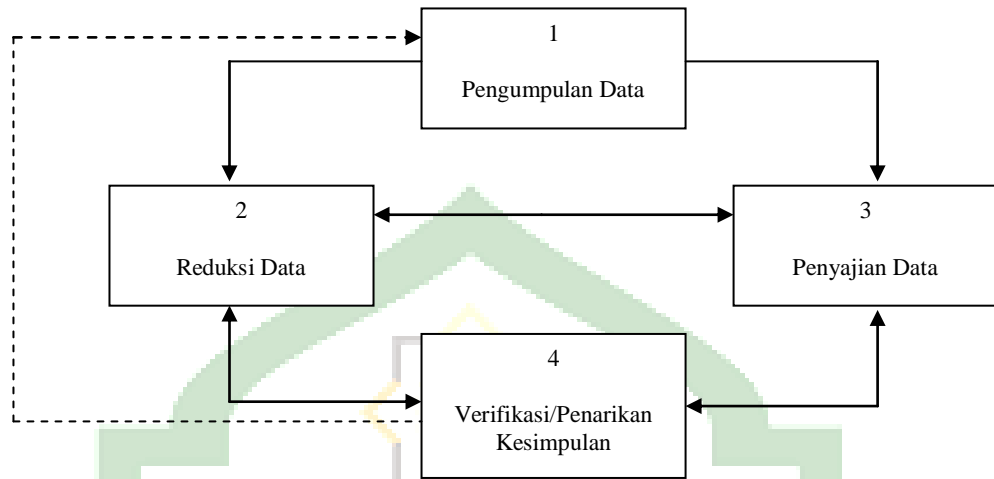 1
Pengumpulan Data
2
Reduksi Data
3
Penyajian Data
4
Verifikasi/Penarikan
Kesimpulan